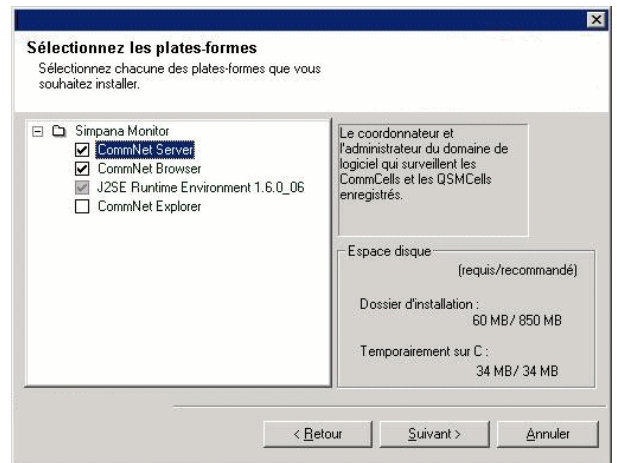 Sélectionnez les plates-formes
Sélectionnez chacune des plates-formes que vous
souhaitez installer.
Simpana Monitor
CommNet Server
CommNet Browser
J2SE Runtime Environment 1.6.0_06
CommNet Explorer
Le coordonnateur et
l'administrateur du domaine de
logiciel qui surveillent les
CommCells et les QSMCells
enregistrés.
Espace disque
(requis/recommandé)
Dossier d'installation :
60 MB/ 850 MB
Temporairement sur C :
34 MB/ 34 MB
< Retour
Suivant >
Annuler